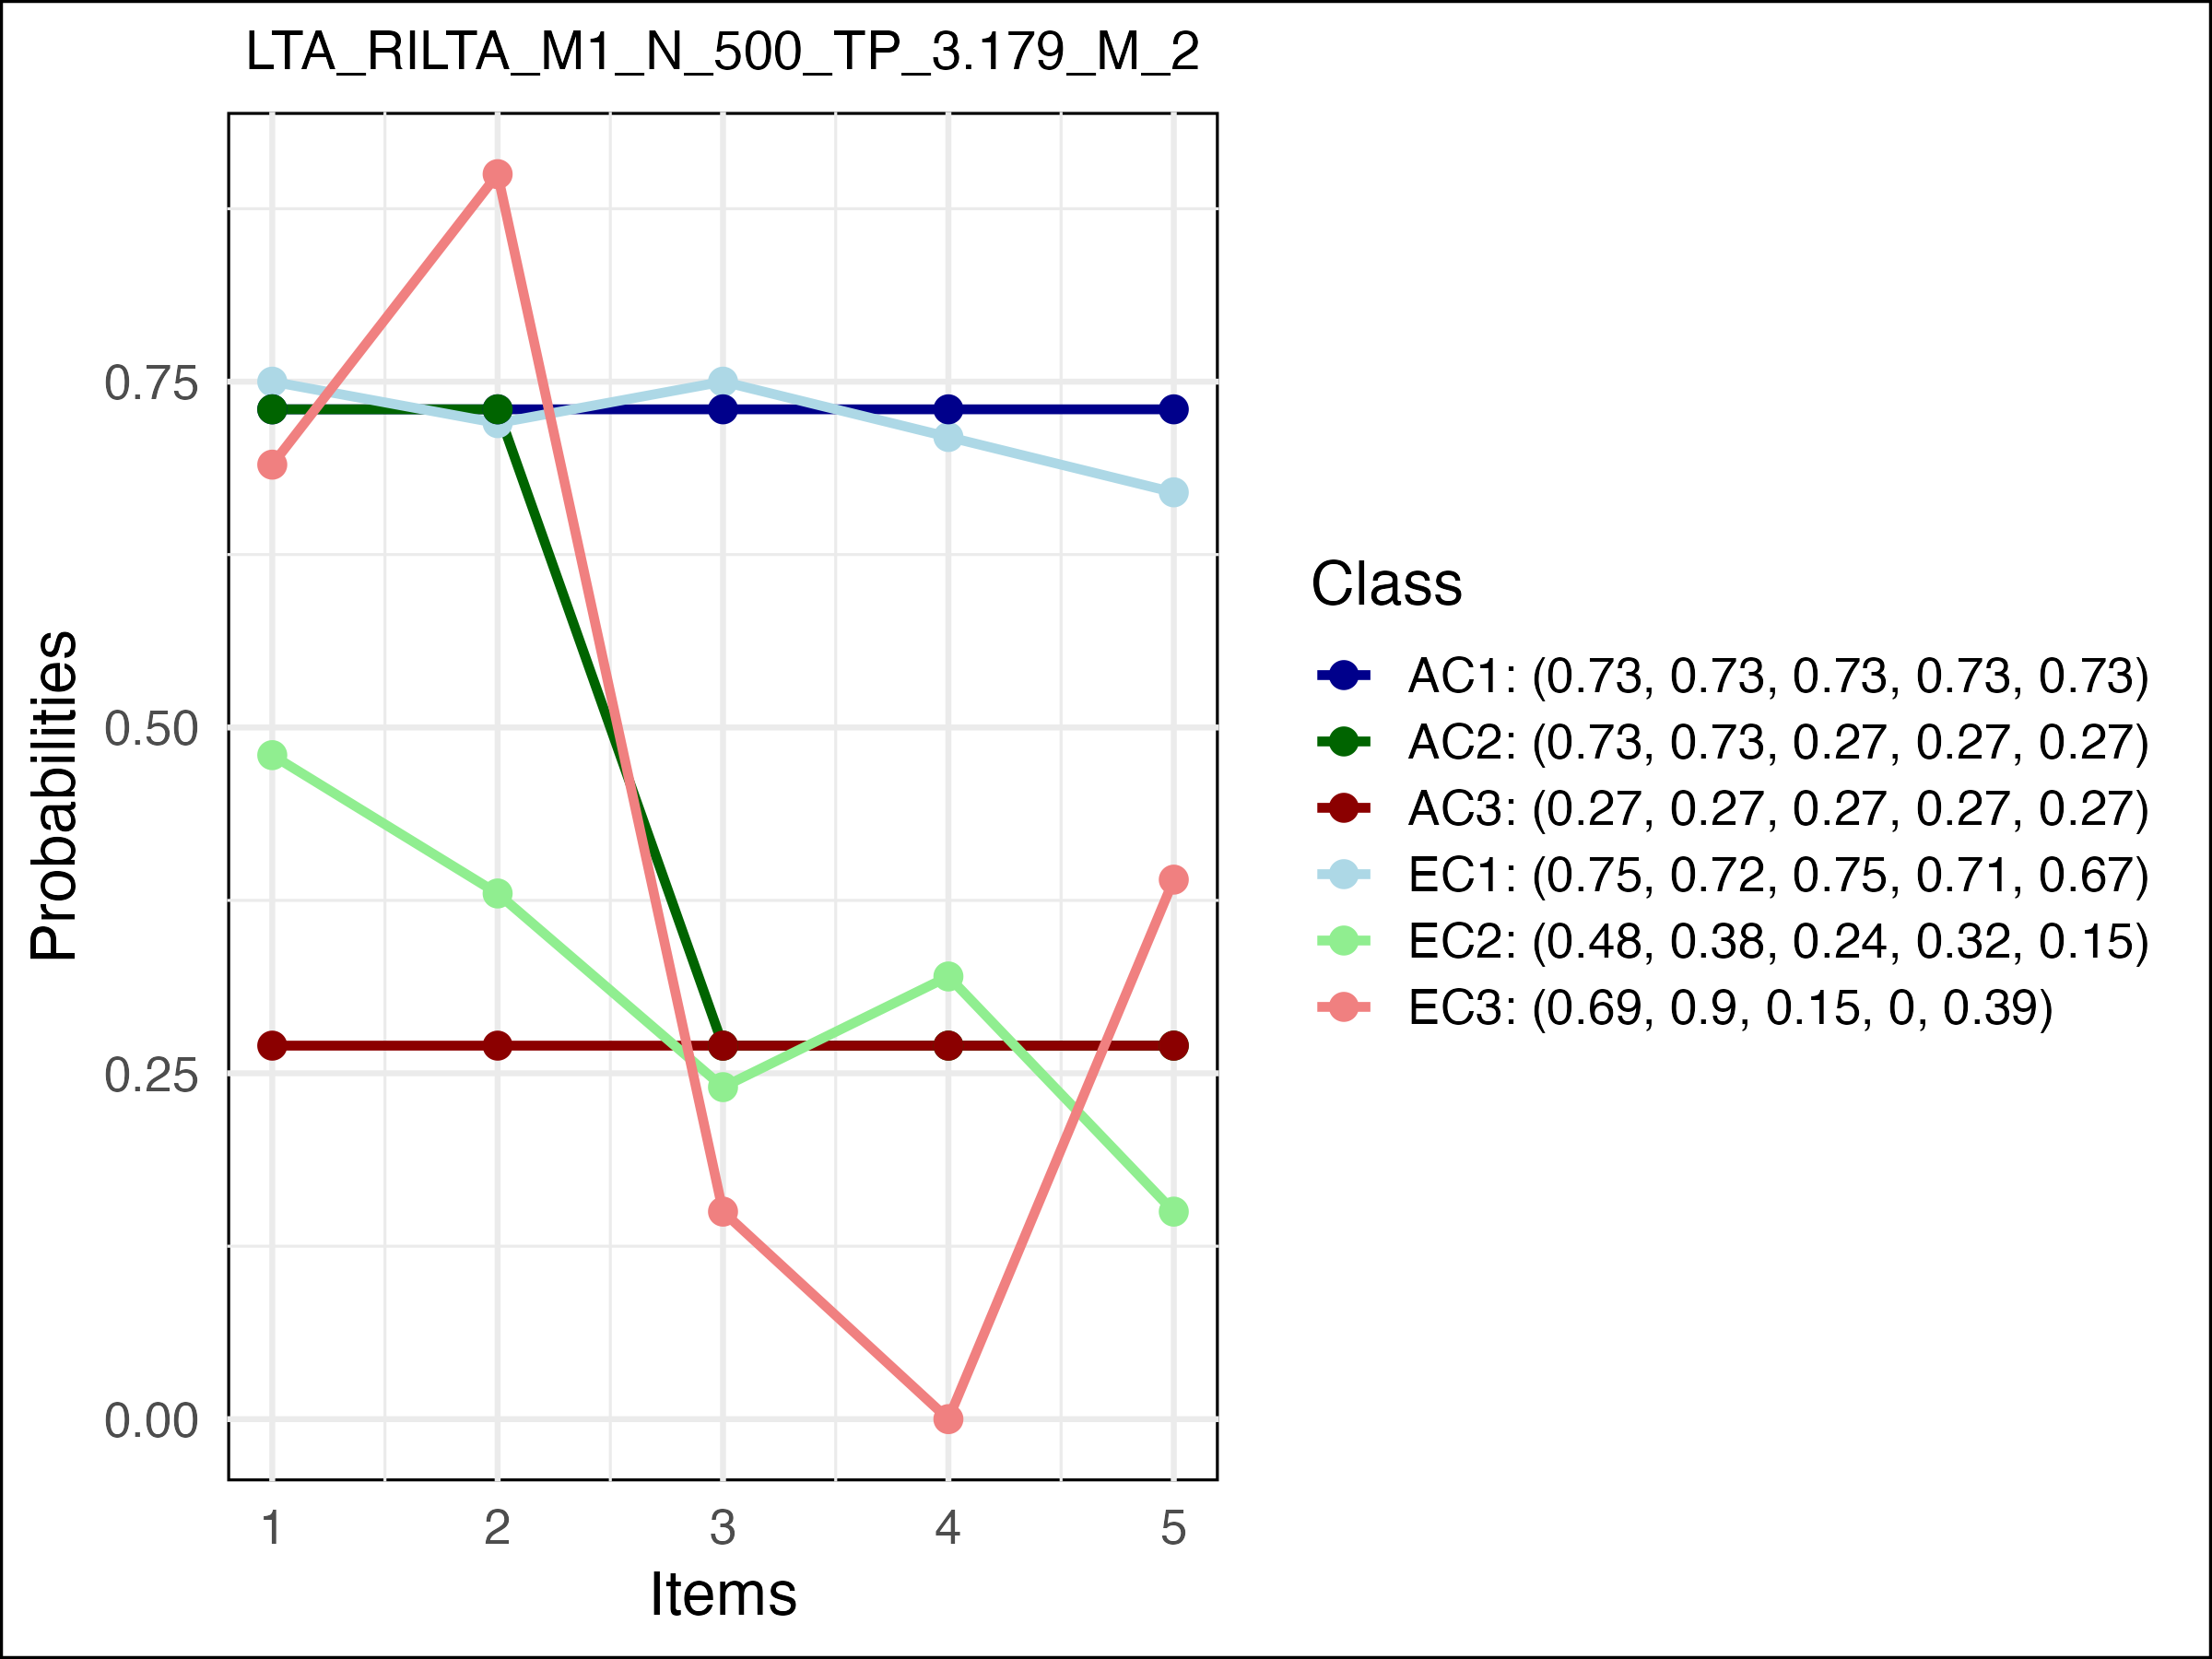 LTA_RILTA_M1_N_500_TP_3.179_M_2
Probabilities
0.75
0.50
0.25
0.00
1 2 3 4 5
Items
Class
AC1: (0.73, 0.73, 0.73, 0.73, 0.73)
AC2: (0.73, 0.73, 0.27, 0.27, 0.27)
AC3: (0.27, 0.27, 0.27, 0.27, 0.27)
EC1: (0.75, 0.72, 0.75, 0.71, 0.67)
EC2: (0.48, 0.38, 0.24, 0.32, 0.15)
EC3: (0.69, 0.9, 0.15, 0, 0.39)